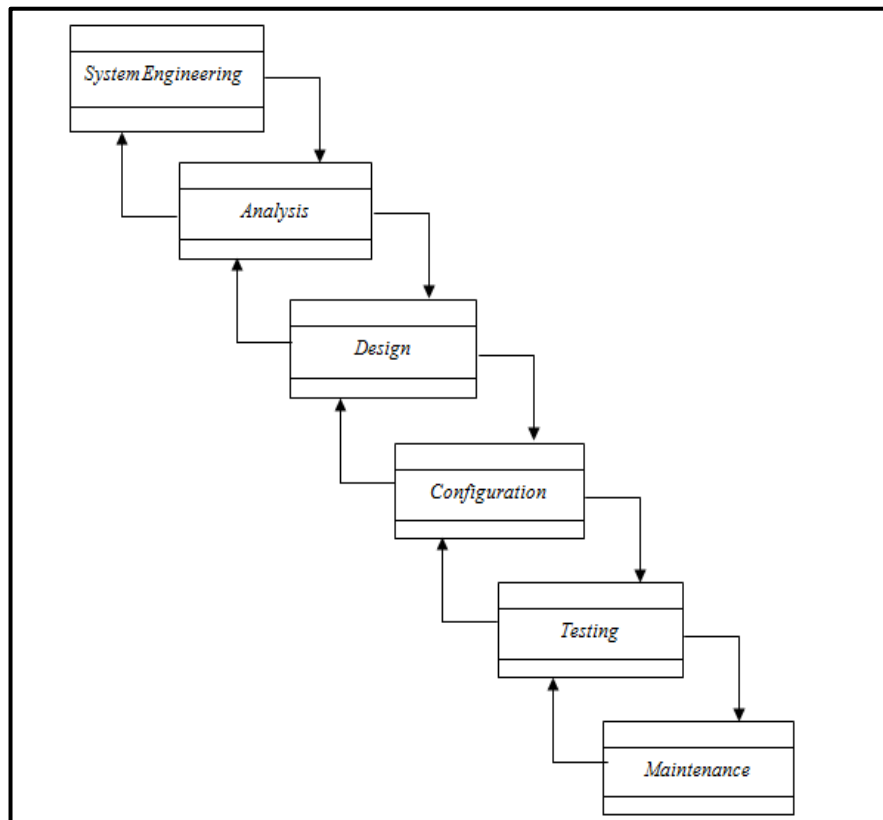 System Engineering
Analysis
Design
Configuration
Testing
Maintenance